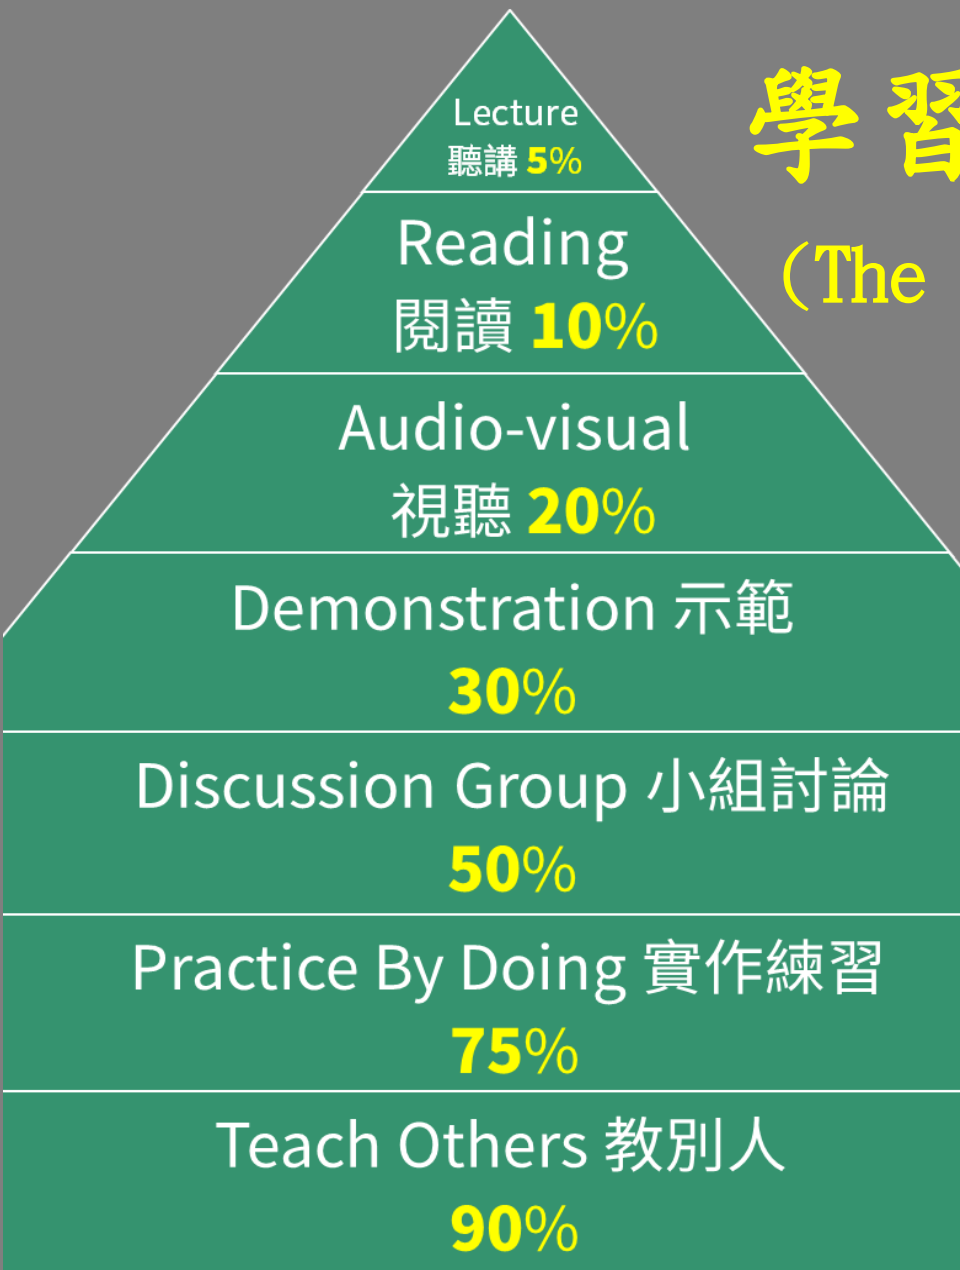 Lecture
聽講 5%
學習
(The
Reading
閱讀 10%
Audio-visual
視聽 20%
Demonstration 示範
30%
Discussion Group 小組討論
50%
Practice By Doing 實作練習
75%
Teach Others 教別人
90%